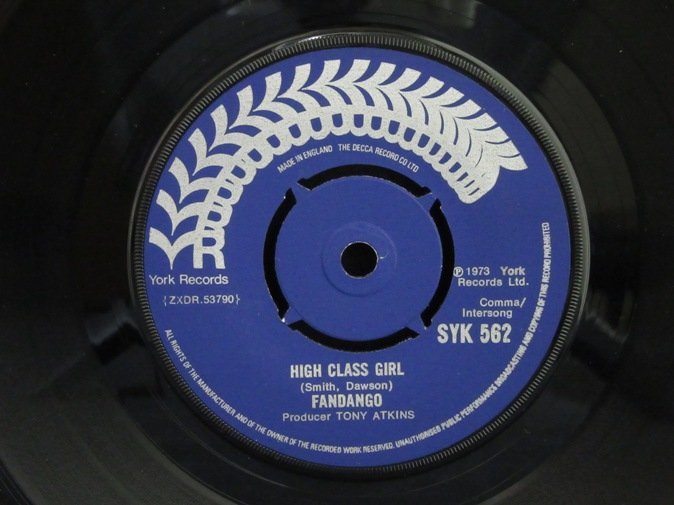 MADE IN ENGLAND THE DECCA RECORD CO LTD
YR
York Records
{ZXDR.53790}
℗ 1973 York
Records Ltd.
Comma/
Intersong
SYK 562
HIGH CLASS GIRL
(Smith, Dawson)
FANDANGO
Producer TONY ATKINS
ALL RIGHTS OF THE MANUFACTURER AND OF THE OWNER OF THE RECORDED WORK RESERVED. UNAUTHORISED PUBLIC PERFORMANCE BROADCASTING AND COPYING OF THIS RECORD PROHIBITED